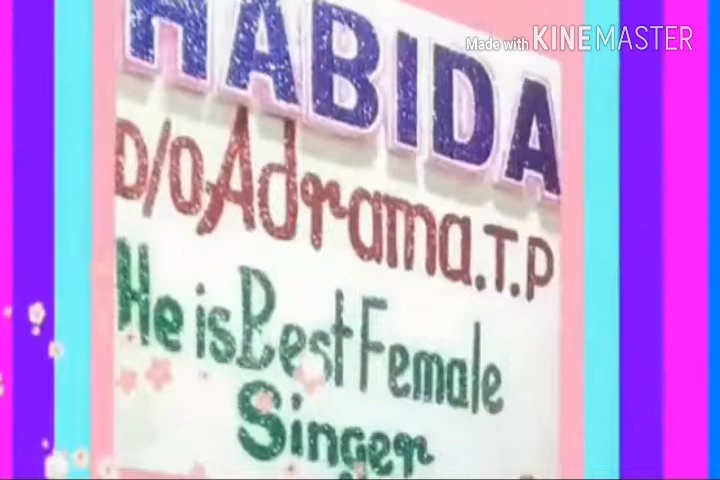 Made with KINEMASTER
HABIDA
D/O Adrama.T.P
He is Best Female
Singer